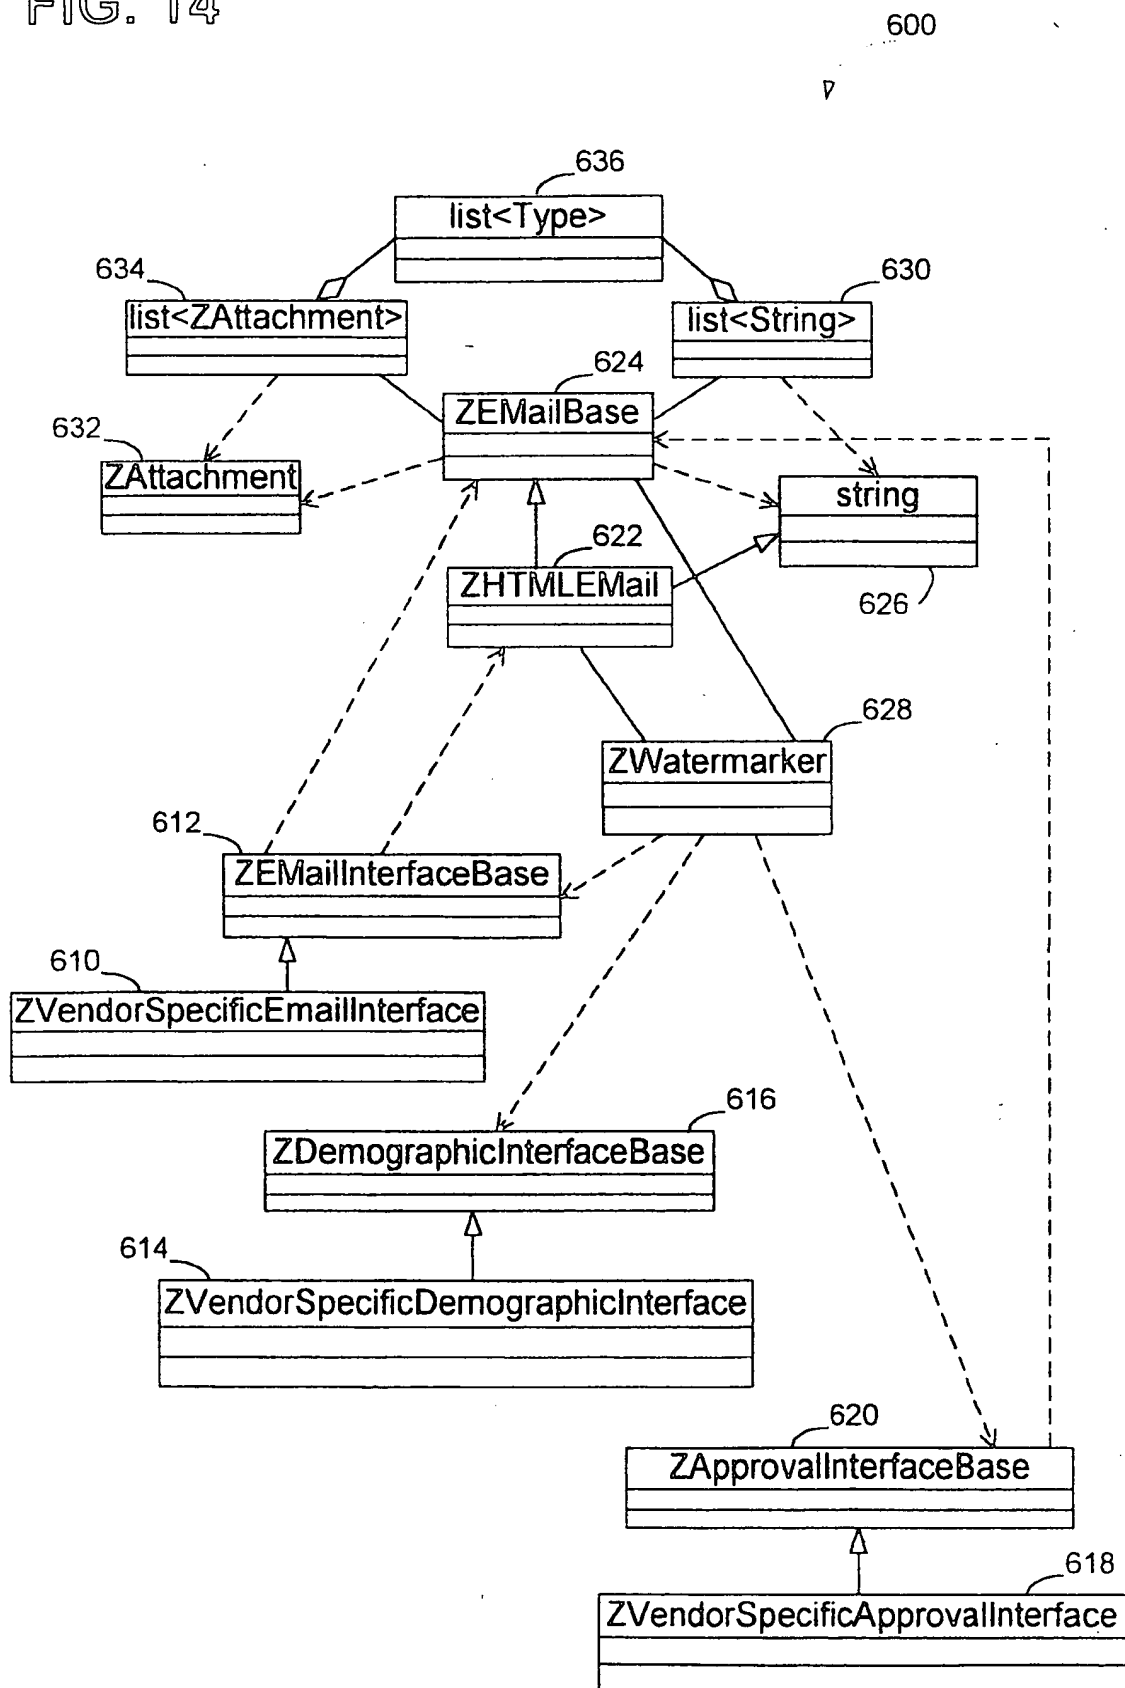 FIG. 14
600
636
list<Type>
634
630
list<ZAttachment>
list<String>
624
ZEMailBase
632
ZAttachment
string
622
ZHTMLEMail
626
628
ZWatermarker
612
ZEMailInterfaceBase
610
ZVendorSpecificEmailInterface
616
ZDemographicInterfaceBase
614
ZVendorSpecificDemographicInterface
620
ZApprovalInterfaceBase
618
ZVendorSpecificApprovalInterface